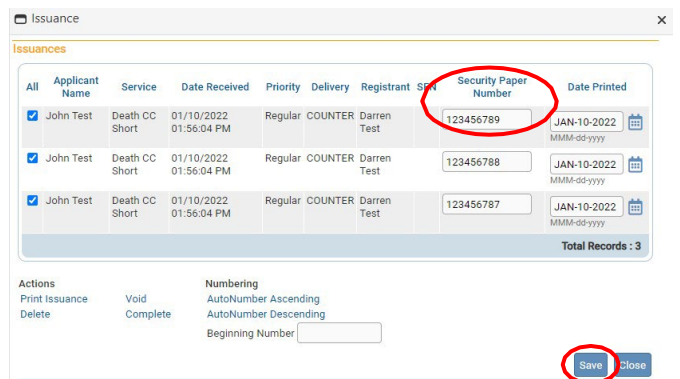 Issuance
Issuances
All Applicant Name Service Date Received Priority Delivery Registrant SFN Security Paper Number Date Printed
John Test Death CC Short 01/10/2022 01:56:04 PM Regular COUNTER Darren Test 123456789 JAN-10-2022 MMM-dd-yyyy
John Test Death CC Short 01/10/2022 01:56:04 PM Regular COUNTER Darren Test 123456788 JAN-10-2022 MMM-dd-yyyy
John Test Death CC Short 01/10/2022 01:56:04 PM Regular COUNTER Darren Test 123456787 JAN-10-2022 MMM-dd-yyyy
Total Records : 3
Actions Numbering
Print Issuance Void AutoNumber Ascending
Delete Complete AutoNumber Descending
Beginning Number
Save Close